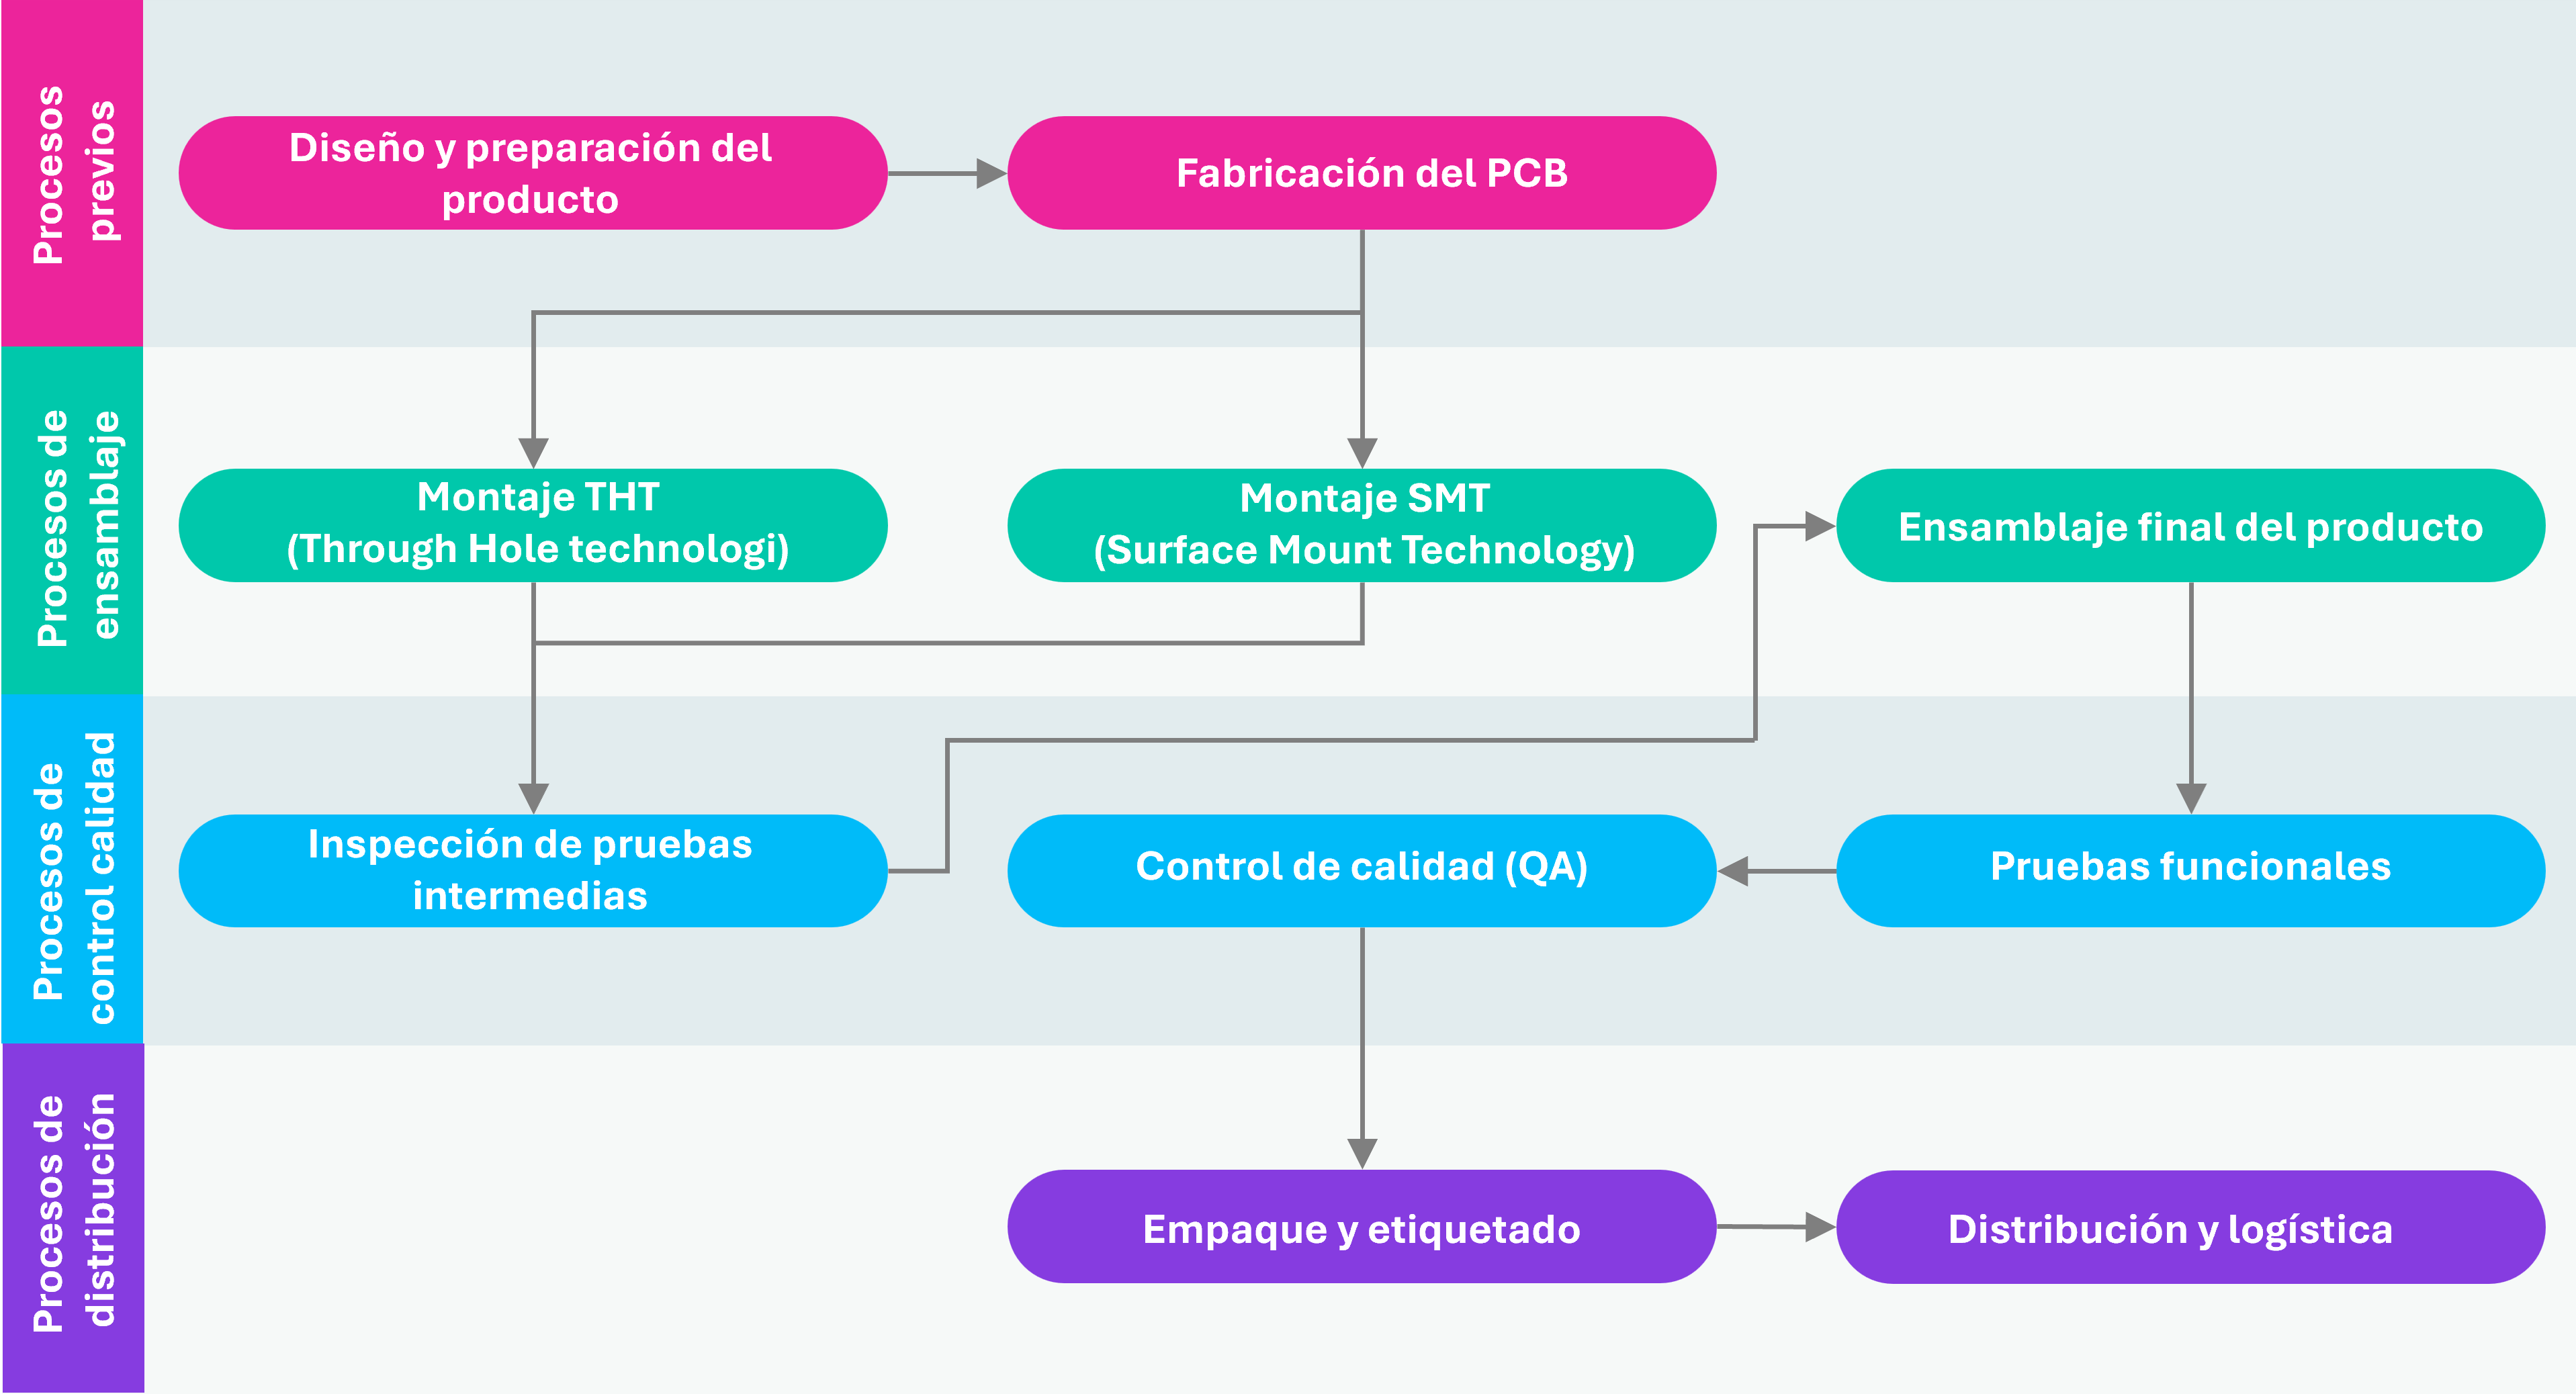 Procesos
previos
Diseño y preparación del
producto
Fabricación del PCB
Procesos de
ensamblaje
Montaje THT
(Through Hole technologi)
Montaje SMT
(Surface Mount Technology)
Ensamblaje final del producto
Procesos de
control calidad
Inspección de pruebas
intermedias
Control de calidad (QA)
Pruebas funcionales
Procesos de
distribución
Empaque y etiquetado
Distribución y logística